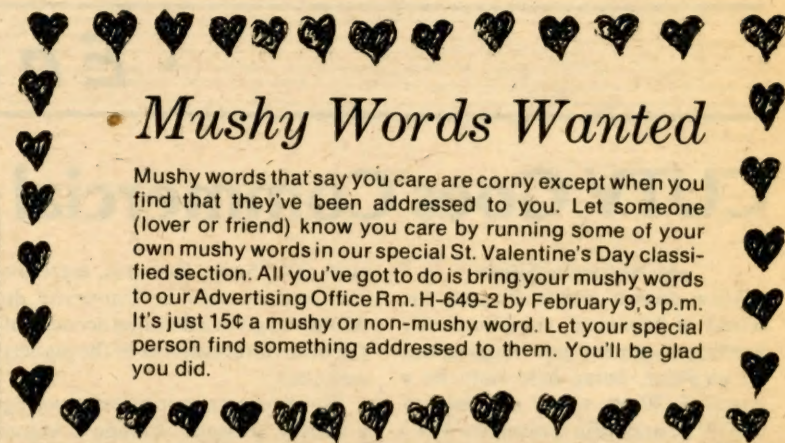 Mushy Words Wanted
Mushy words that say you care are corny except when you
find that they've been addressed to you. Let someone
(lover or friend) know you care by running some of your
own mushy words in our special St. Valentine's Day classi-
fied section. All you've got to do is bring your mushy words
to our Advertising Office Rm. H-649-2 by February 9, 3 p.m.
It's just 15¢ a mushy or non-mushy word. Let your special
person find something addressed to them. You'll be glad
you did.